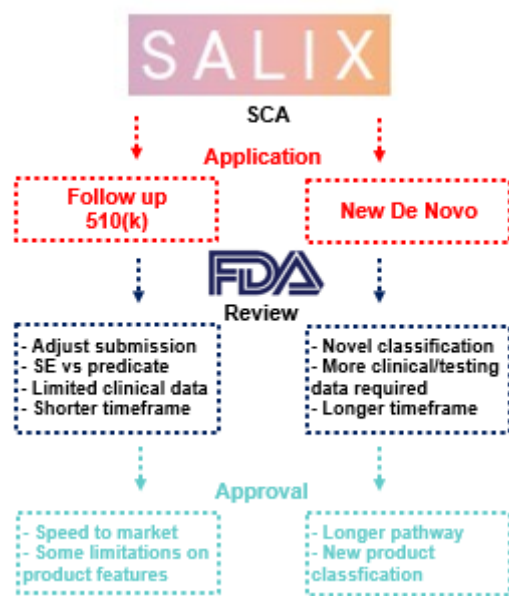 SALIX
SCA
Application
Follow up
510(k)
New De Novo
FDA
Review
- Adjust submission
- SE vs predicate
- Limited clinical data
- Shorter timeframe
- Novel classification
- More clinical/testing
data required
- Longer timeframe
Approval
- Speed to market
- Some limitations on
product features
- Longer pathway
- New product
classfication